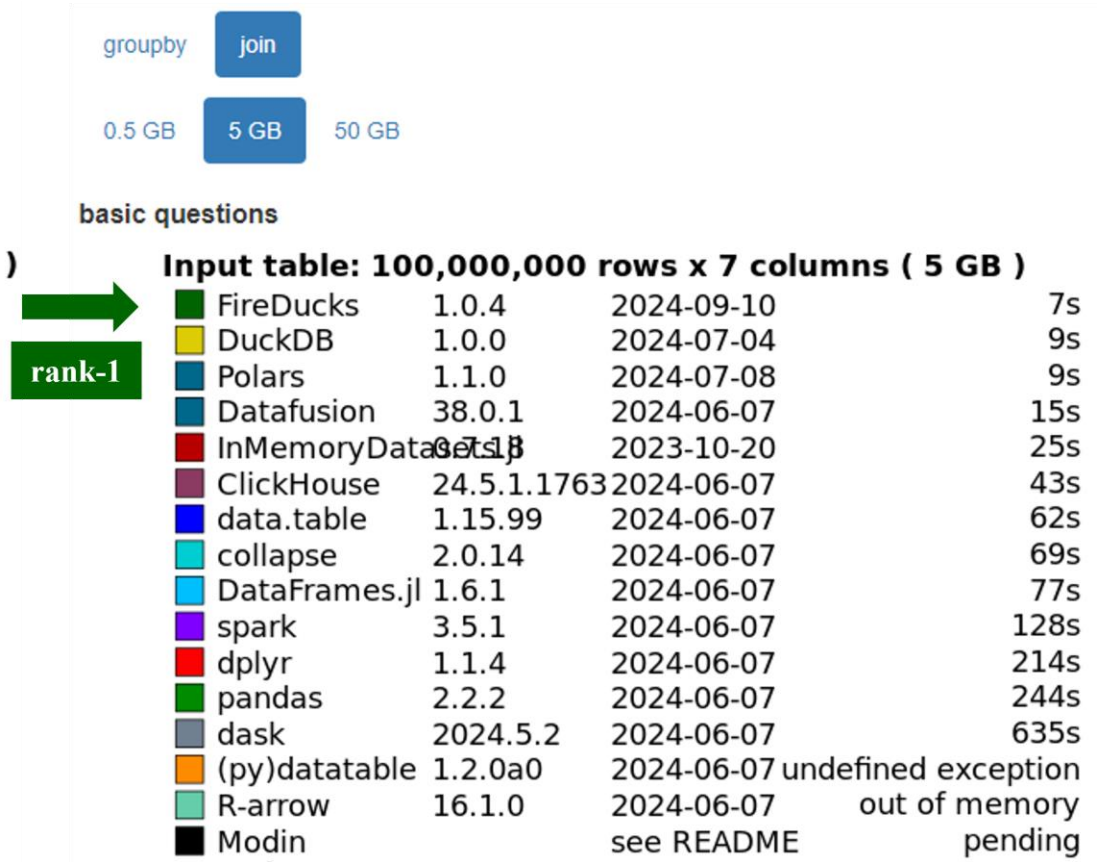 groupby join
0.5 GB 5 GB 50 GB
basic questions
) Input table: 100,000,000 rows x 7 columns ( 5 GB )
FireDucks 1.0.4 2024-09-10 7s
DuckDB 1.0.0 2024-07-04 9s
rank-1 Polars 1.1.0 2024-07-08 9s
Datafusion 38.0.1 2024-06-07 15s
InMemoryDatasets.jl 0.7.18 2023-10-20 25s
ClickHouse 24.5.1.1763 2024-06-07 43s
data.table 1.15.99 2024-06-07 62s
collapse 2.0.14 2024-06-07 69s
DataFrames.jl 1.6.1 2024-06-07 77s
spark 3.5.1 2024-06-07 128s
dplyr 1.1.4 2024-06-07 214s
pandas 2.2.2 2024-06-07 244s
dask 2024.5.2 2024-06-07 635s
(py)datatable 1.2.0a0 2024-06-07 undefined exception
R-arrow 16.1.0 2024-06-07 out of memory
Modin see README pending